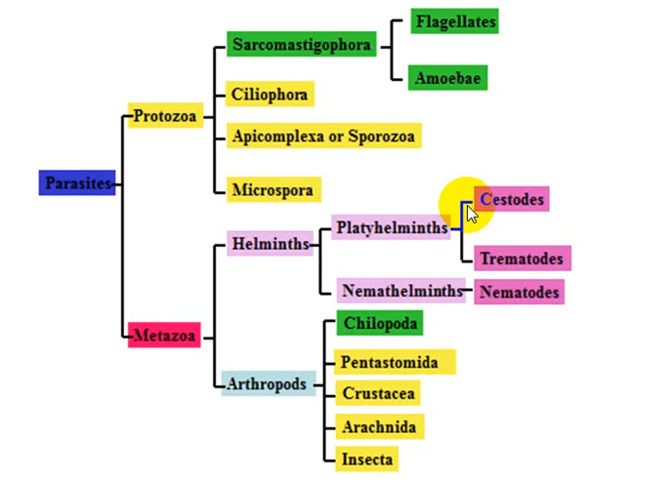 Flagellates
Sarcomastigophora
Amoebae
Ciliophora
Protozoa
Apicomplexa or Sporozoa
Parasites
Microspora
Cestodes
Platyhelminths
Helminths
Trematodes
Nemathelminths
Nematodes
Chilopoda
Metazoa
Pentastomida
Arthropods
Crustacea
Arachnida
Insecta